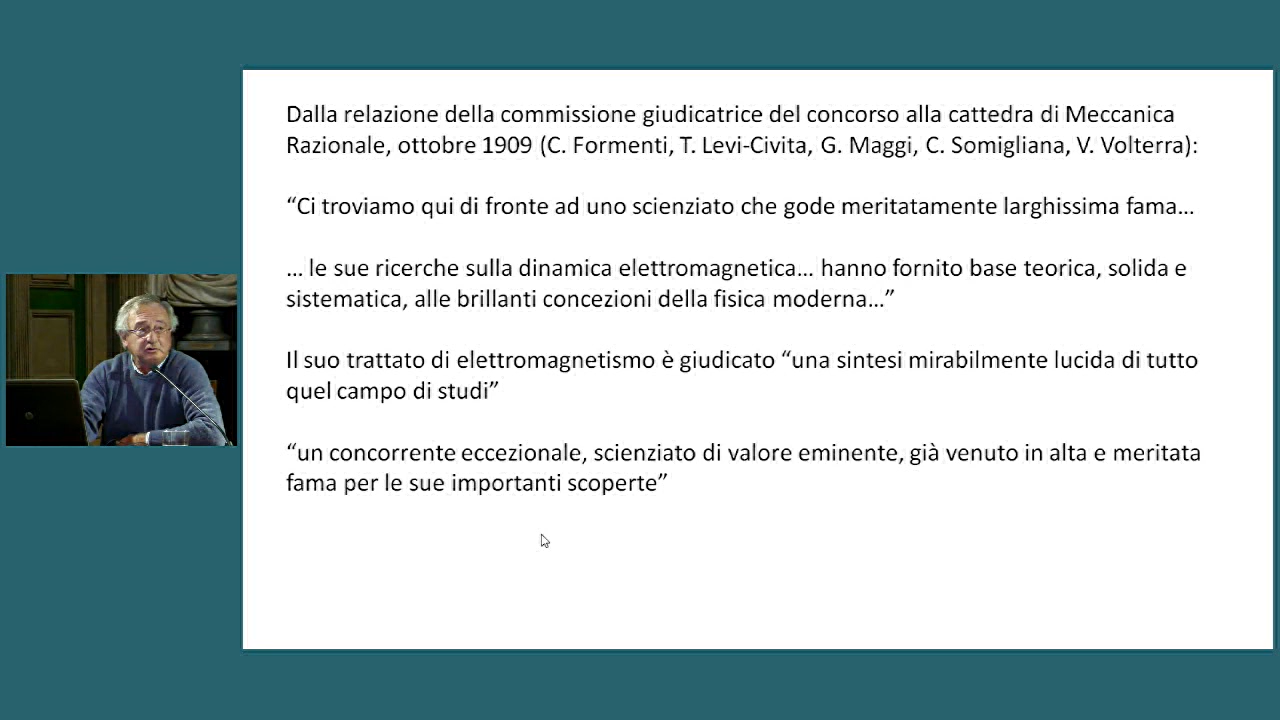 Dalla relazione della commissione giudicatrice del concorso alla cattedra di Meccanica
Razionale, ottobre 1909 (C. Formenti, T. Levi-Civita, G. Maggi, C. Somigliana, V. Volterra):
“Ci troviamo qui di fronte ad uno scienziato che gode meritatamente larghissima fama…
… le sue ricerche sulla dinamica elettromagnetica… hanno fornito base teorica, solida e
sistematica, alle brillanti concezioni della fisica moderna…”
Il suo trattato di elettromagnetismo è giudicato “una sintesi mirabilmente lucida di tutto
quel campo di studi”
“un concorrente eccezionale, scienziato di valore eminente, già venuto in alta e meritata
fama per le sue importanti scoperte”